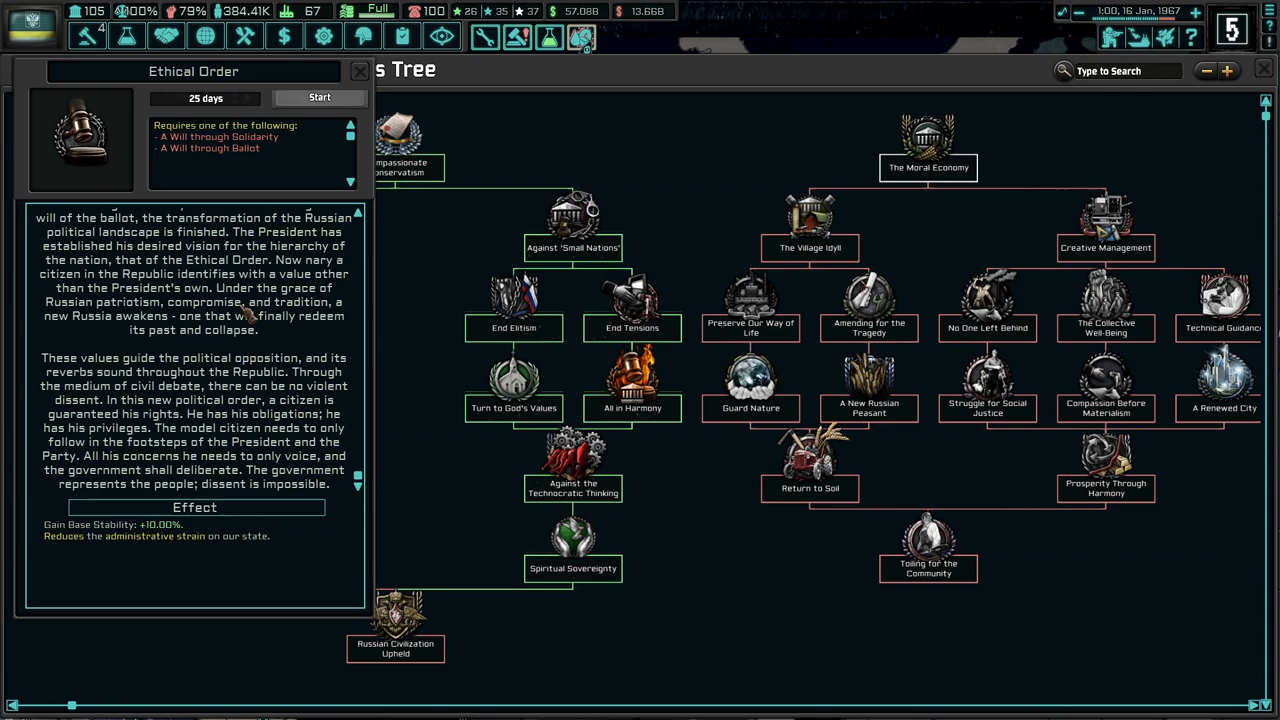 105 100% 79% 384.41K 67 Full 100 26 35 37 57.08B 13.66B
1:00, 16 Jan, 1967
5
4
Ethical Order
s Tree
Type to Search
25 days
Start
Requires one of the following:
- A Will through Solidarity
- A Will through Ballot
will of the ballot, the transformation of the Russian
political landscape is finished. The President has
established his desired vision for the hierarchy of
the nation, that of the Ethical Order. Now nary a
citizen in the Republic identifies with a value other
than the President's own. Under the grace of
Russian patriotism, compromise, and tradition, a
new Russia awakens - one that will finally redeem
its past and collapse.
These values guide the political opposition, and its
reverbs sound throughout the Republic. Through
the medium of civil debate, there can be no violent
dissent. In this new political order, a citizen is
guaranteed his rights. He has his obligations; he
has his privileges. The model citizen needs to only
follow in the footsteps of the President and the
Party. All his concerns he needs to only voice, and
the government shall deliberate. The government
represents the people; dissent is impossible.
Effect
Gain Base Stability: +10.00%.
Reduces the administrative strain on our state.
mpassionate
onservatism
The Moral Economy
Against 'Small Nations'
The Village Idyll
Creative Management
End Elitism
End Tensions
Preserve Our Way of
Life
Amending for the
Tragedy
No One Left Behind
The Collective
Well-Being
Technical Guidanc
Turn to God's Values
All in Harmony
Guard Nature
A New Russian
Peasant
Struggle for Social
Justice
Compassion Before
Materialism
A Renewed City
Against the
Technocratic Thinking
Return to Soil
Prosperity Through
Harmony
Spiritual Sovereignty
Toiling for the
Community
Russian Civilization
Upheld